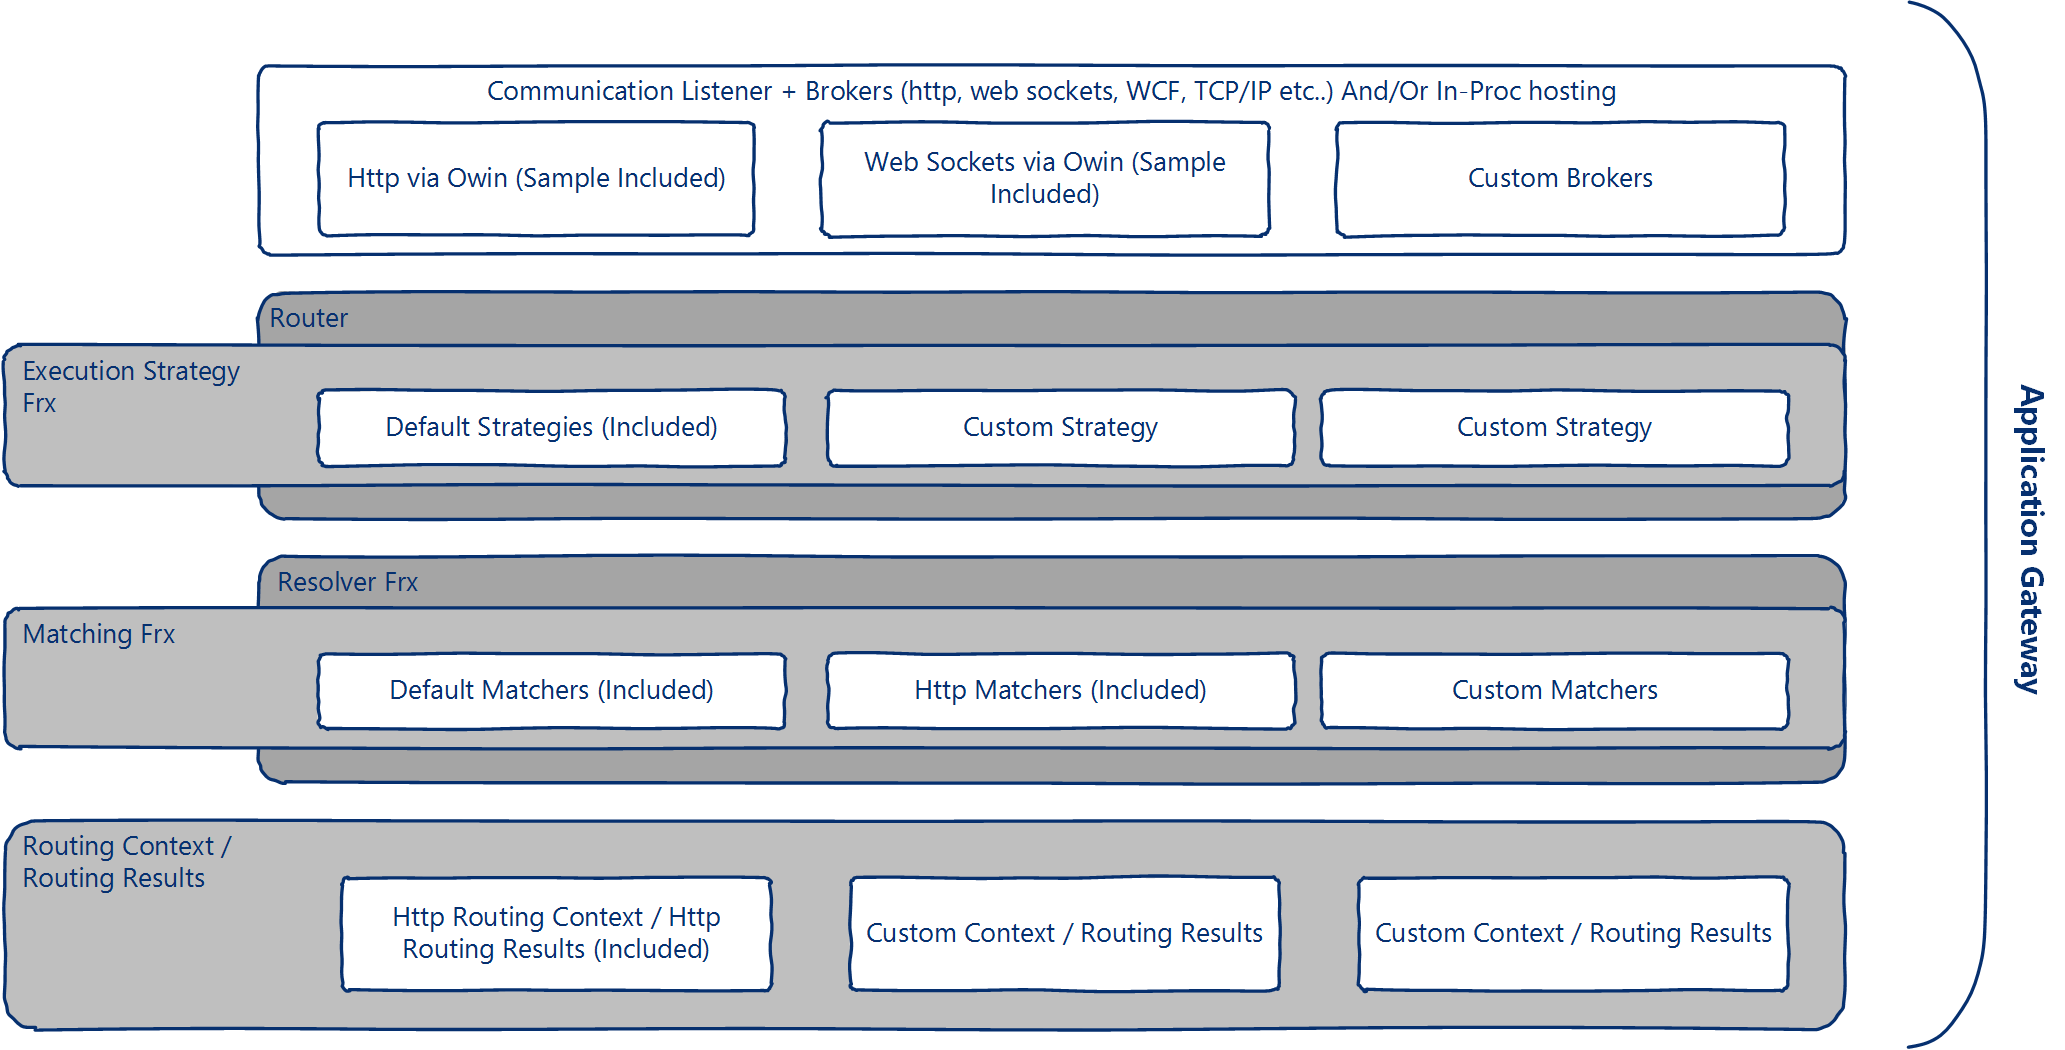 Communication Listener + Brokers (http, web sockets, WCF, TCP/IP etc..) And/Or In-Proc hosting
Http via Owin (Sample Included)
Web Sockets via Owin (Sample
Included)
Custom Brokers
Router
Execution Strategy
Frx
Default Strategies (Included)
Custom Strategy
Custom Strategy
Resolver Frx
Matching Frx
Default Matchers (Included)
Http Matchers (Included)
Custom Matchers
Routing Context /
Routing Results
Http Routing Context / Http
Routing Results (Included)
Custom Context / Routing Results
Custom Context / Routing Results
Application Gateway